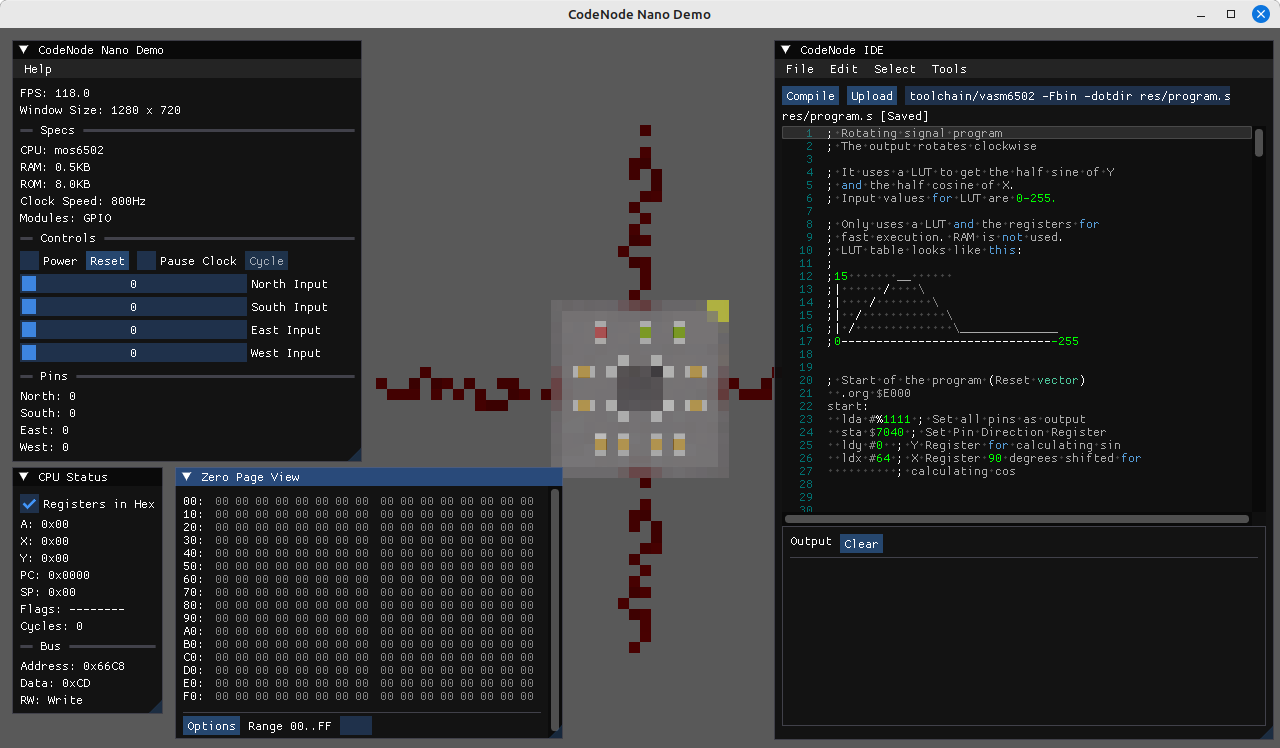 CodeNode Nano Demo
CodeNode Nano Demo
Help
FPS: 118.0
Window Size: 1280 x 720
Specs
CPU: mos6502
RAM: 0.5KB
ROM: 8.0KB
Clock Speed: 800Hz
Modules: GPIO
Controls
Power Reset Pause Clock Cycle
0 North Input
0 South Input
0 East Input
0 West Input
Pins
North: 0
South: 0
East: 0
West: 0
CPU Status
Registers in Hex
A: 0x00
X: 0x00
Y: 0x00
PC: 0x0000
SP: 0x00
Flags: --------
Cycles: 0
Bus
Address: 0x66C8
Data: 0xCD
RW: Write
Zero Page View
00: 00 00 00 00 00 00 00 00 00 00 00 00 00 00 00 00
10: 00 00 00 00 00 00 00 00 00 00 00 00 00 00 00 00
20: 00 00 00 00 00 00 00 00 00 00 00 00 00 00 00 00
30: 00 00 00 00 00 00 00 00 00 00 00 00 00 00 00 00
40: 00 00 00 00 00 00 00 00 00 00 00 00 00 00 00 00
50: 00 00 00 00 00 00 00 00 00 00 00 00 00 00 00 00
60: 00 00 00 00 00 00 00 00 00 00 00 00 00 00 00 00
70: 00 00 00 00 00 00 00 00 00 00 00 00 00 00 00 00
80: 00 00 00 00 00 00 00 00 00 00 00 00 00 00 00 00
90: 00 00 00 00 00 00 00 00 00 00 00 00 00 00 00 00
A0: 00 00 00 00 00 00 00 00 00 00 00 00 00 00 00 00
B0: 00 00 00 00 00 00 00 00 00 00 00 00 00 00 00 00
C0: 00 00 00 00 00 00 00 00 00 00 00 00 00 00 00 00
D0: 00 00 00 00 00 00 00 00 00 00 00 00 00 00 00 00
E0: 00 00 00 00 00 00 00 00 00 00 00 00 00 00 00 00
F0: 00 00 00 00 00 00 00 00 00 00 00 00 00 00 00 00
Options Range 00..FF
CodeNode IDE
File Edit Select Tools
Compile Upload toolchain/vasm6502 -Fbin -dotdir res/program.s
res/program.s [Saved]
1 ; Rotating signal program
2 ; The output rotates clockwise
3
4 ; It uses a LUT to get the half sine of Y
5 ; and the half cosine of X.
6 ; Input values for LUT are 0-255.
7
8 ; Only uses a LUT and the registers for
9 ; fast execution. RAM is not used.
10 ; LUT table looks like this:
11 ;
12 ;15        __
13 ;|      /    \
14 ;|    /        \
15 ;|  /            \
16 ;| /              \______________
17 ;0-------------------------------255
18
19
20 ; Start of the program (Reset vector)
21   .org $E000
22 start:
23   lda #%1111 ; Set all pins as output
24   sta $7040 ; Set Pin Direction Register
25   ldy #0 ; Y Register for calculating sin
26   ldx #64 ; X Register 90 degrees shifted for
27           ; calculating cos
28
29
30
Output Clear